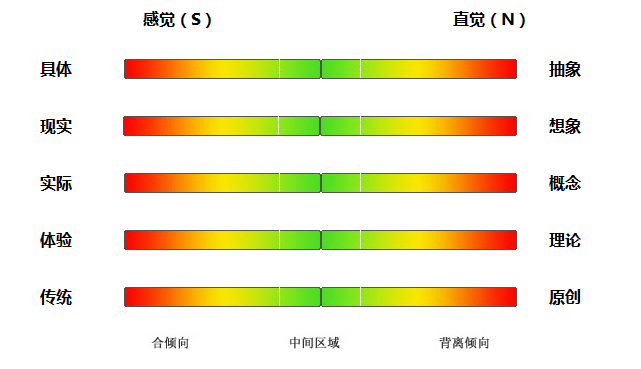 感觉（S） 直觉（N）
具体 抽象
现实 想象
实际 概念
体验 理论
传统 原创
合倾向 中间区域 背离倾向